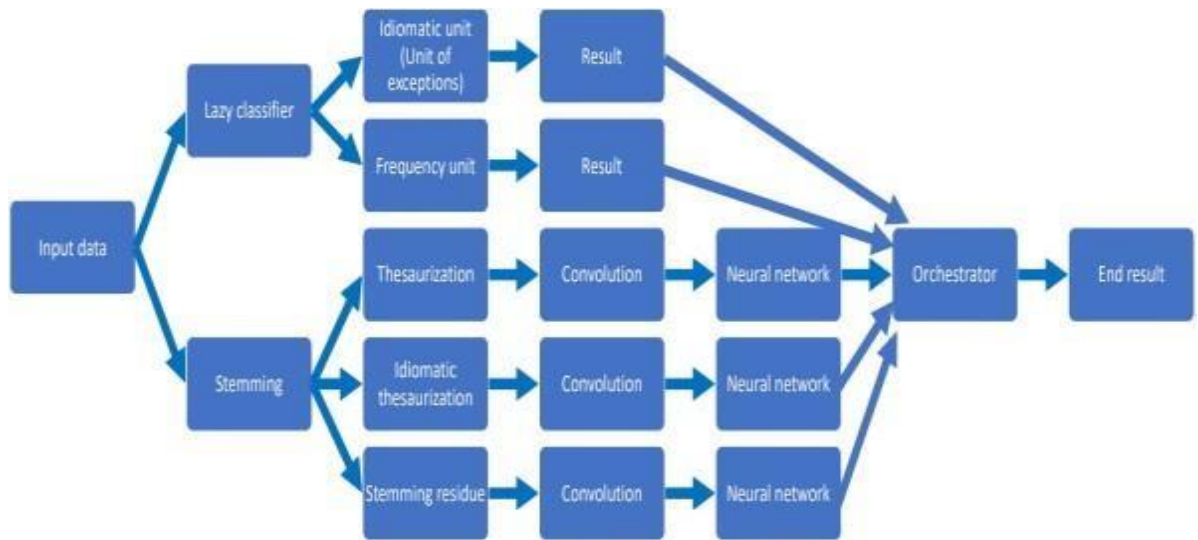 Input data
Lazy classifier
Stemming
Idiomatic unit
(Unit of
exceptions)
Result
Frequency unit
Result
Thesaurization
Convolution
Neural network
Idiomatic
thesaurization
Convolution
Neural network
Stemming residue
Convolution
Neural network
Orchestrator
End result